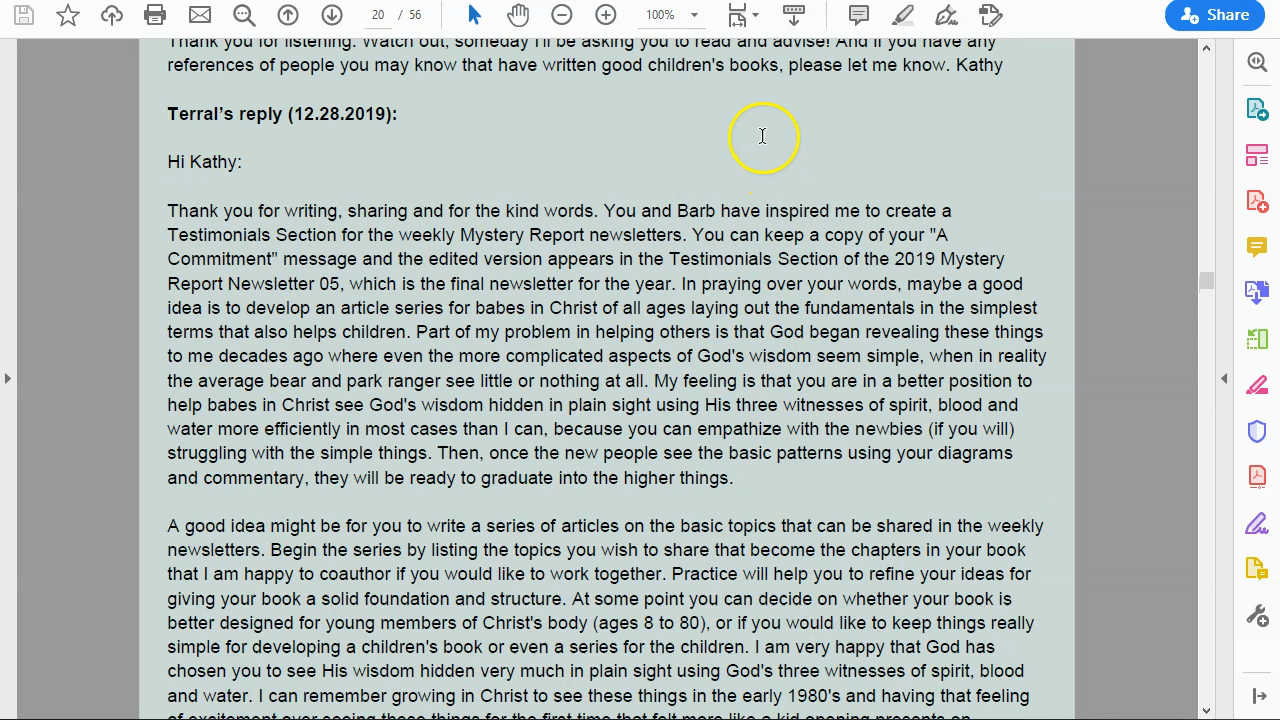 20 / 56
100%
Share
Thank you for listening. Watch out, someday I'll be asking you to read and advise! And if you have any
references of people you may know that have written good children's books, please let me know. Kathy
Terral's reply (12.28.2019):
Hi Kathy:
Thank you for writing, sharing and for the kind words. You and Barb have inspired me to create a
Testimonials Section for the weekly Mystery Report newsletters. You can keep a copy of your "A
Commitment" message and the edited version appears in the Testimonials Section of the 2019 Mystery
Report Newsletter 05, which is the final newsletter for the year. In praying over your words, maybe a good
idea is to develop an article series for babes in Christ of all ages laying out the fundamentals in the simplest
terms that also helps children. Part of my problem in helping others is that God began revealing these things
to me decades ago where even the more complicated aspects of God's wisdom seem simple, when in reality
the average bear and park ranger see little or nothing at all. My feeling is that you are in a better position to
help babes in Christ see God's wisdom hidden in plain sight using His three witnesses of spirit, blood and
water more efficiently in most cases than I can, because you can empathize with the newbies (if you will)
struggling with the simple things. Then, once the new people see the basic patterns using your diagrams
and commentary, they will be ready to graduate into the higher things.
A good idea might be for you to write a series of articles on the basic topics that can be shared in the weekly
newsletters. Begin the series by listing the topics you wish to share that become the chapters in your book
that I am happy to coauthor if you would like to work together. Practice will help you to refine your ideas for
giving your book a solid foundation and structure. At some point you can decide on whether your book is
better designed for young members of Christ's body (ages 8 to 80), or if you would like to keep things really
simple for developing a children's book or even a series for the children. I am very happy that God has
chosen you to see His wisdom hidden very much in plain sight using God's three witnesses of spirit, blood
and water. I can remember growing in Christ to see these things in the early 1980's and having that feeling
of excitement over seeing these things for the first time that felt more like a kid opening presents on